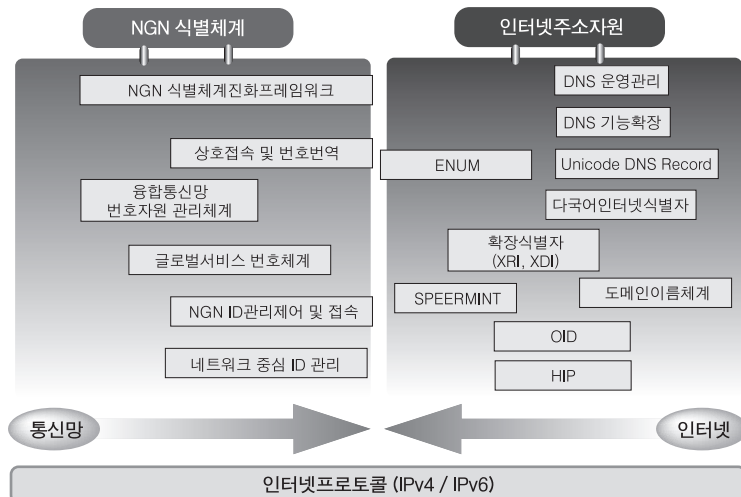 NGN 식별체계
NGN 식별체계진화프레임워크
상호접속 및 번호번역
융합통신망
번호자원 관리체계
글로벌서비스 번호체계
NGN ID관리제어 및 접속
네트워크 중심 ID 관리
인터넷주소자원
DNS 운영관리
DNS 기능확장
ENUM
Unicode DNS Record
다국어인터넷식별자
확장식별자
(XRI, XDI)
SPEERMINT
도메인이름체계
OID
HIP
통신망
인터넷
인터넷프로토콜 (IPv4 / IPv6)